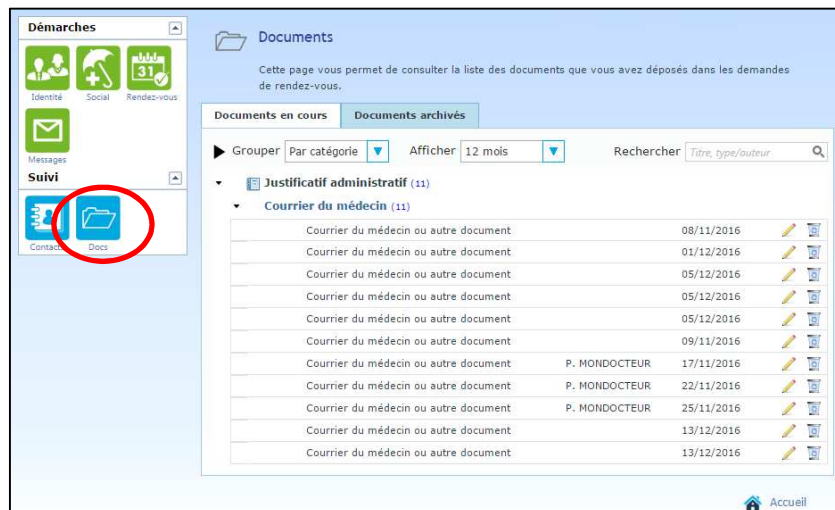 Démarches
Identité Social Rendez-vous
Messages
Suivi
Contacts Docs
Documents
Cette page vous permet de consulter la liste des documents que vous avez déposés dans les demandes
de rendez-vous.
Documents en cours Documents archivés
Grouper Par catégorie Afficher 12 mois Rechercher Titre, type/auteur
Justificatif administratif (11)
Courrier du médecin (11)
Courrier du médecin ou autre document 08/11/2016
Courrier du médecin ou autre document 01/12/2016
Courrier du médecin ou autre document 05/12/2016
Courrier du médecin ou autre document 05/12/2016
Courrier du médecin ou autre document 05/12/2016
Courrier du médecin ou autre document 09/11/2016
Courrier du médecin ou autre document P. MONDOCTEUR 17/11/2016
Courrier du médecin ou autre document P. MONDOCTEUR 22/11/2016
Courrier du médecin ou autre document P. MONDOCTEUR 25/11/2016
Courrier du médecin ou autre document 13/12/2016
Courrier du médecin ou autre document 13/12/2016
Accueil